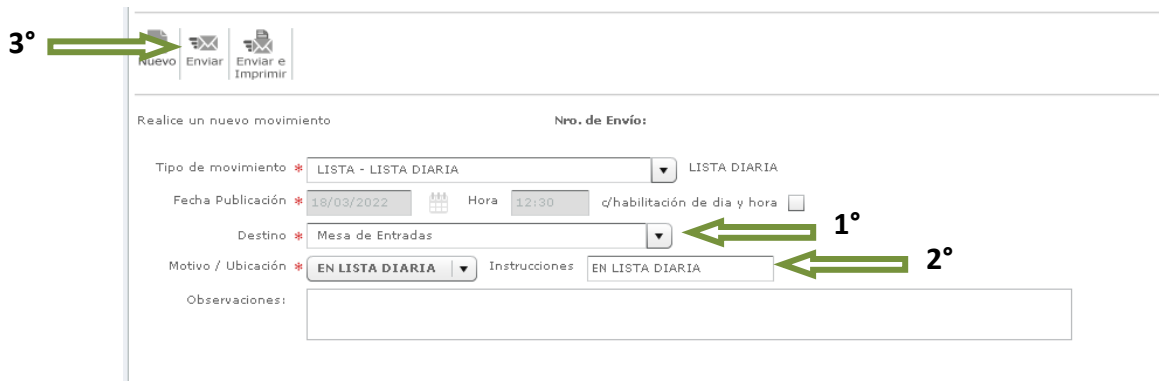 3°
Nuevo Enviar Enviar e
Imprimir
Realice un nuevo movimiento Nro. de Envío:
Tipo de movimiento * LISTA - LISTA DIARIA LISTA DIARIA
Fecha Publicación * 18/03/2022 Hora 12:30 c/habilitación de dia y hora
Destino * Mesa de Entradas 1°
Motivo / Ubicación * EN LISTA DIARIA Instrucciones EN LISTA DIARIA 2°
Observaciones: